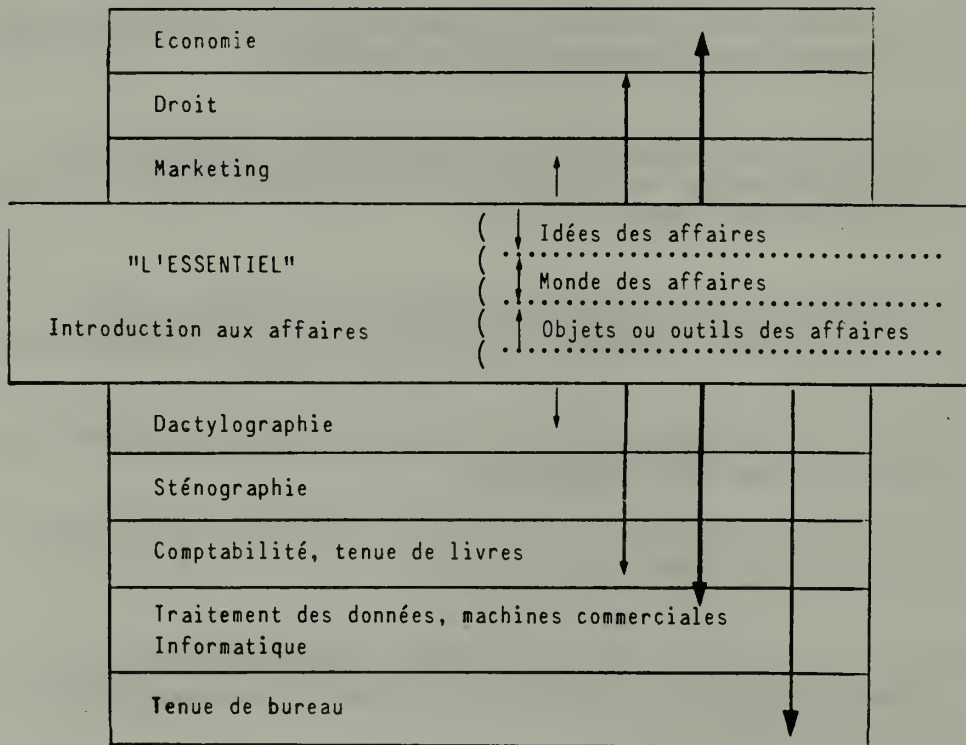 Economie
Droit
Marketing
"L'ESSENTIEL"
Introduction aux affaires
Idées des affaires
Monde des affaires
Objets ou outils des affaires
Dactylographie
Sténographie
Comptabilité, tenue de livres
Traitement des données, machines commerciales
Informatique
Tenue de bureau